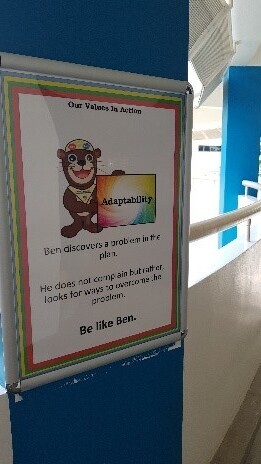 Our Values In Action
Adaptability
Ben discovers a problem in the
plan.
He does not complain but rather
looks for ways to overcome the
problem.
Be like Ben.